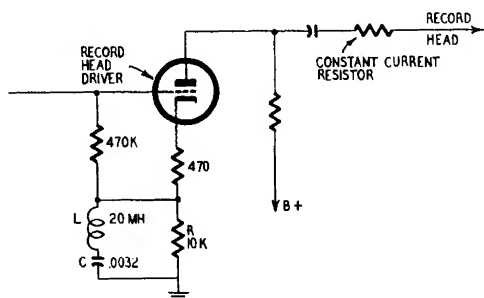 RECORD
HEAD
RECORD
HEAD
DRIVER
CONSTANT CURRENT
RESISTOR
470K
470
B+
L 20 MH
R
10K
C .0032